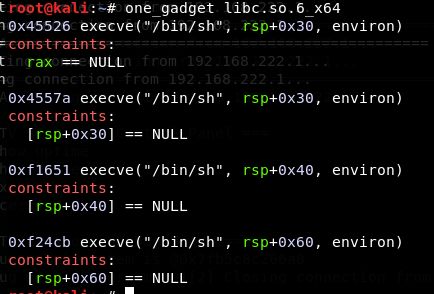 root@kali:~# one_gadget libc.so.6_x64
0x45526 execve("/bin/sh", rsp+0x30, environ)
constraints:
  rax == NULL
0x4557a execve("/bin/sh", rsp+0x30, environ)
constraints:
  [rsp+0x30] == NULL
0xf1651 execve("/bin/sh", rsp+0x40, environ)
constraints:
  [rsp+0x40] == NULL
0xf24cb execve("/bin/sh", rsp+0x60, environ)
constraints:
  [rsp+0x60] == NULL
root@kali:~#